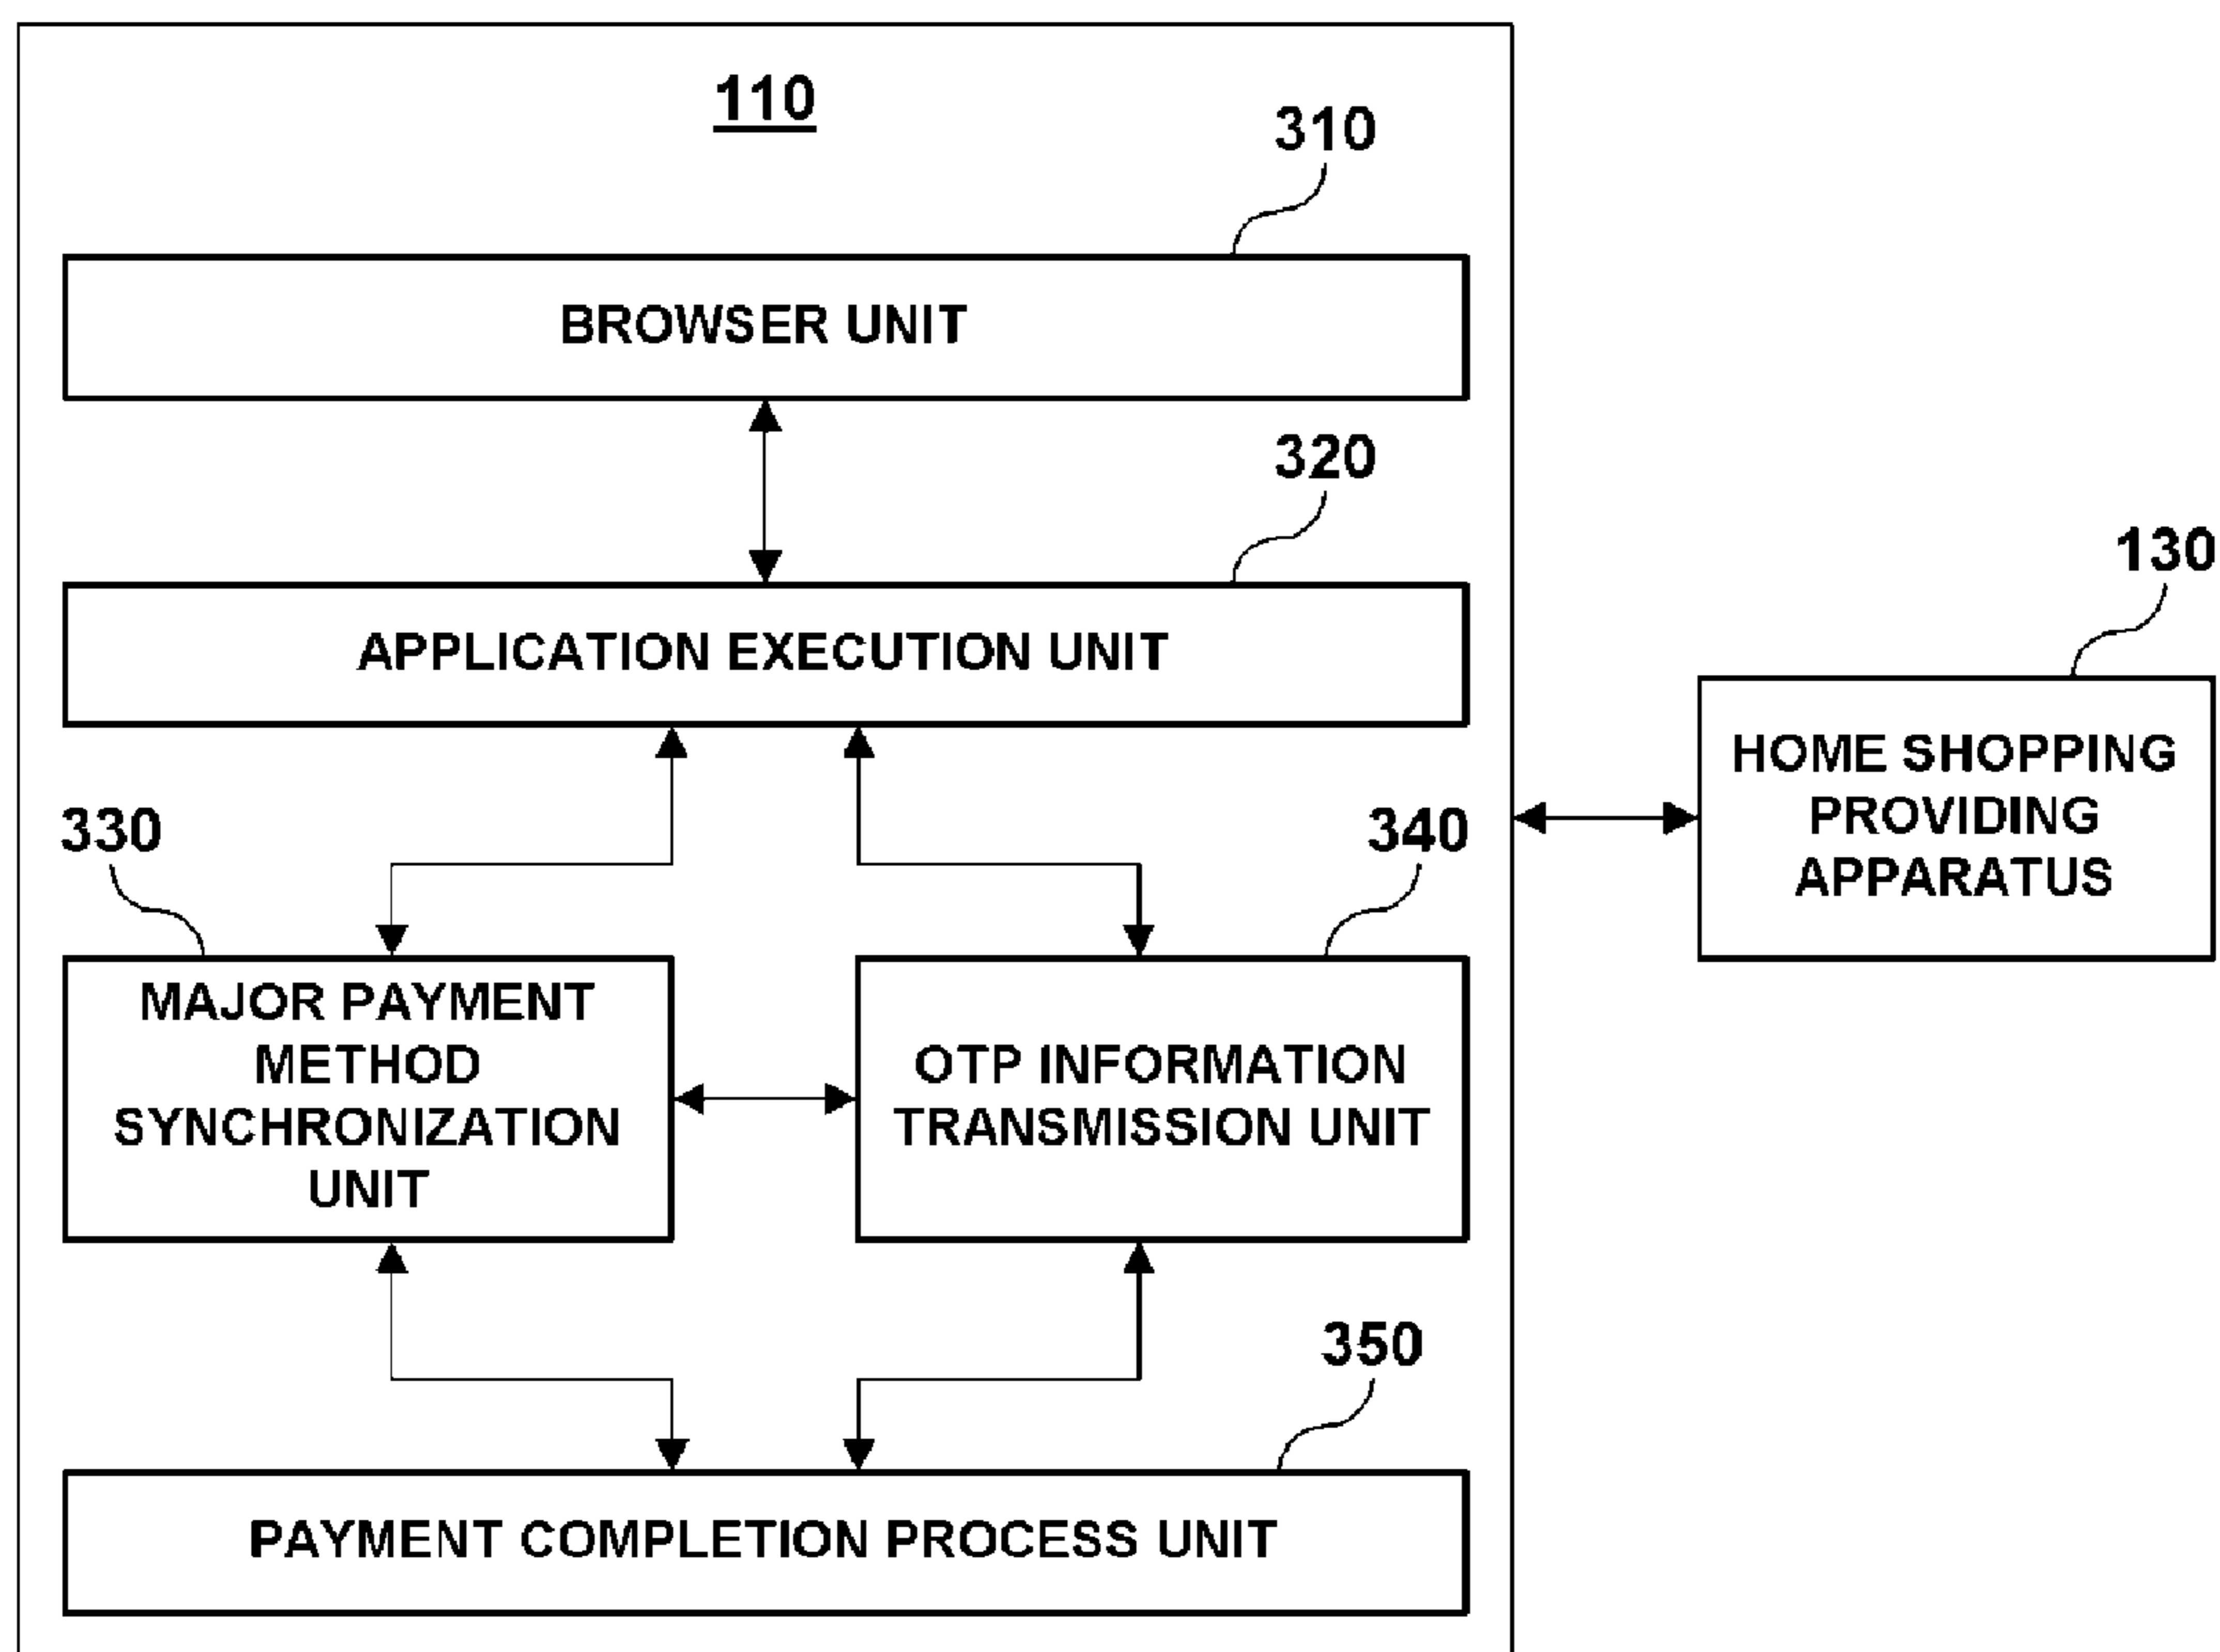 110
310
BROWSER UNIT
320
APPLICATION EXECUTION UNIT
130
HOME SHOPPING
PROVIDING
APPARATUS
330
340
MAJOR PAYMENT
METHOD
SYNCHRONIZATION
UNIT
OTP INFORMATION
TRANSMISSION UNIT
350
PAYMENT COMPLETION PROCESS UNIT